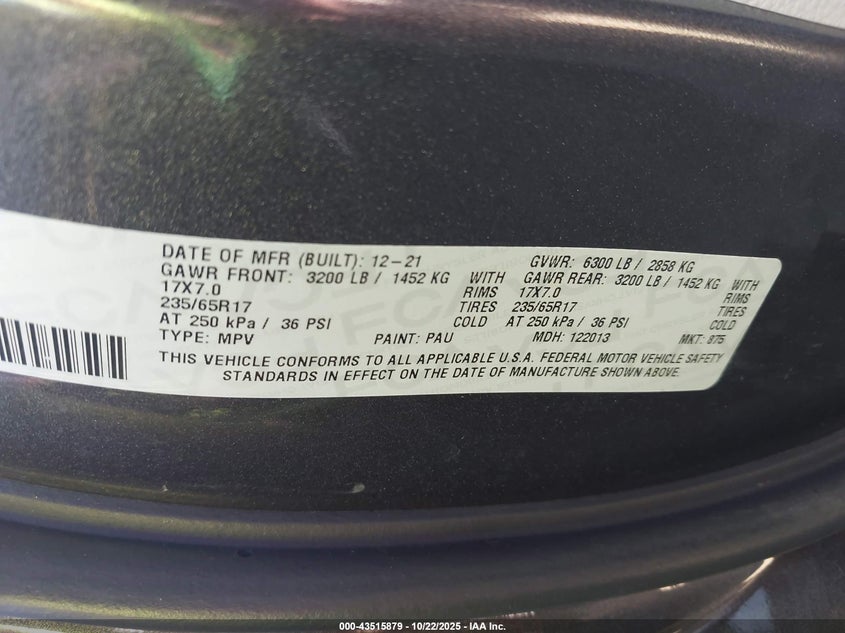 DATE OF MFR (BUILT): 12-21 GVWR: 6300 LB / 2858 KG
GAWR FRONT: 3200 LB / 1452 KG WITH GAWR REAR: 3200 LB / 1452 KG WITH
17X7.0 RIMS 17X7.0 RIMS
235/65R17 TIRES 235/65R17 TIRES
AT 250 kPa / 36 PSI COLD AT 250 kPa / 36 PSI COLD
TYPE: MPV PAINT: PAU MDH: 122013 MKT: 875
THIS VEHICLE CONFORMS TO ALL APPLICABLE U.S.A. FEDERAL MOTOR VEHICLE SAFETY
STANDARDS IN EFFECT ON THE DATE OF MANUFACTURE SHOWN ABOVE.
000-43515879 | 10/22/2025 | IAA Inc.